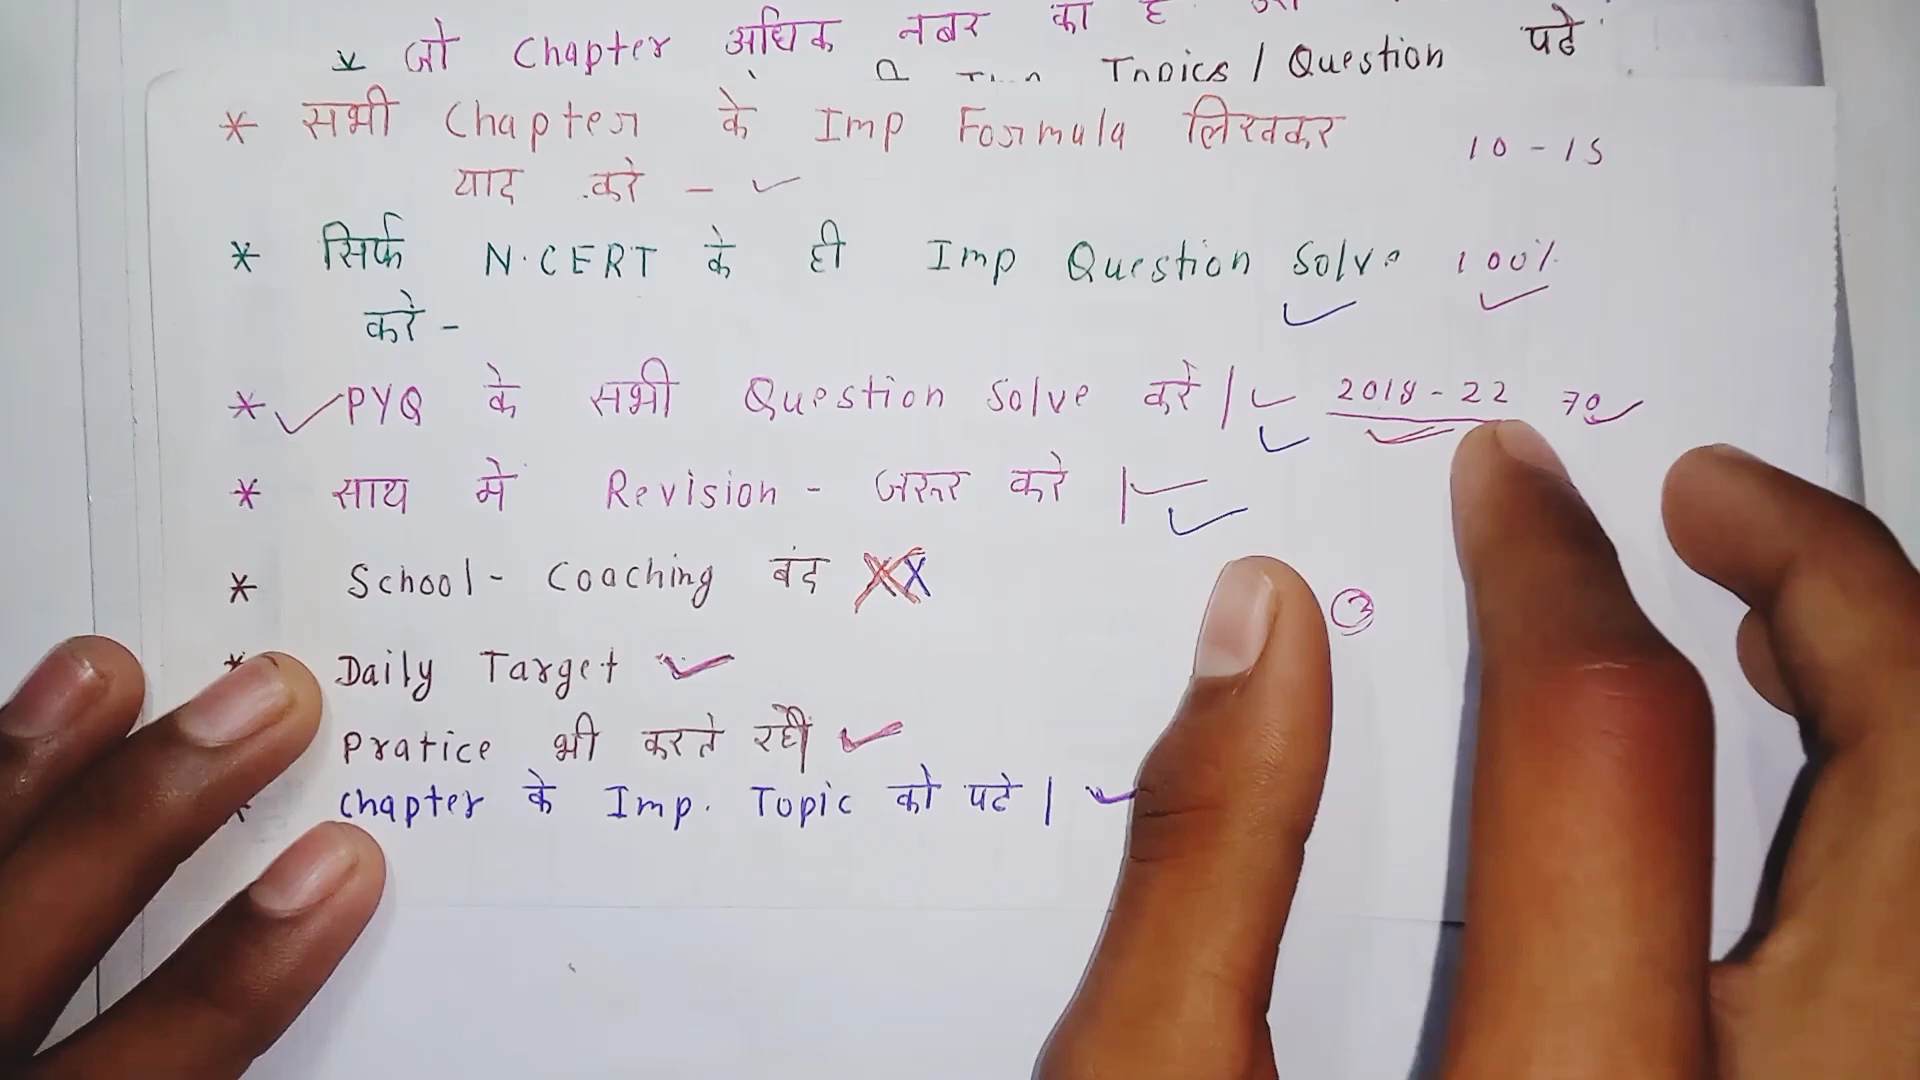 * जो Chapter अधिक नबर का है
Topics / Question पढे
* सभी Chapter के Imp Formula लिखकर 10 - 15
याद करे -
* सिर्फ N.CERT के ही Imp Question Solve 100%
करे -
* PYQ के सभी Question Solve करे | 2018 - 22 70
* साथ मे Revision - जरूर करे |
* School - Coaching बंद XX
* Daily Target
Pratice भी करते रहे
* Chapter के Imp. Topic को पढे |